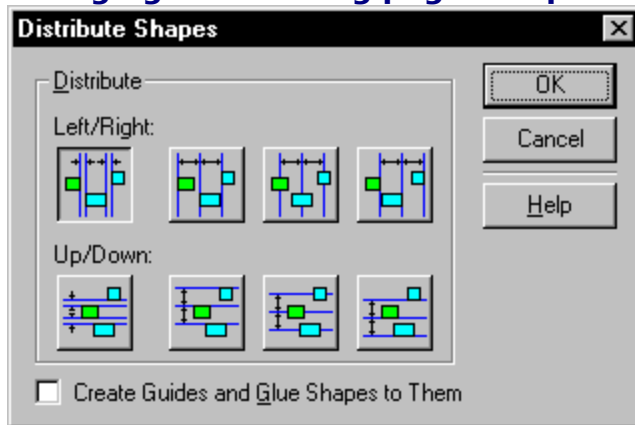 Distribute Shapes
Distribute
OK
Left/Right:
Cancel
Help
Up/Down:
Create Guides and Glue Shapes to Them